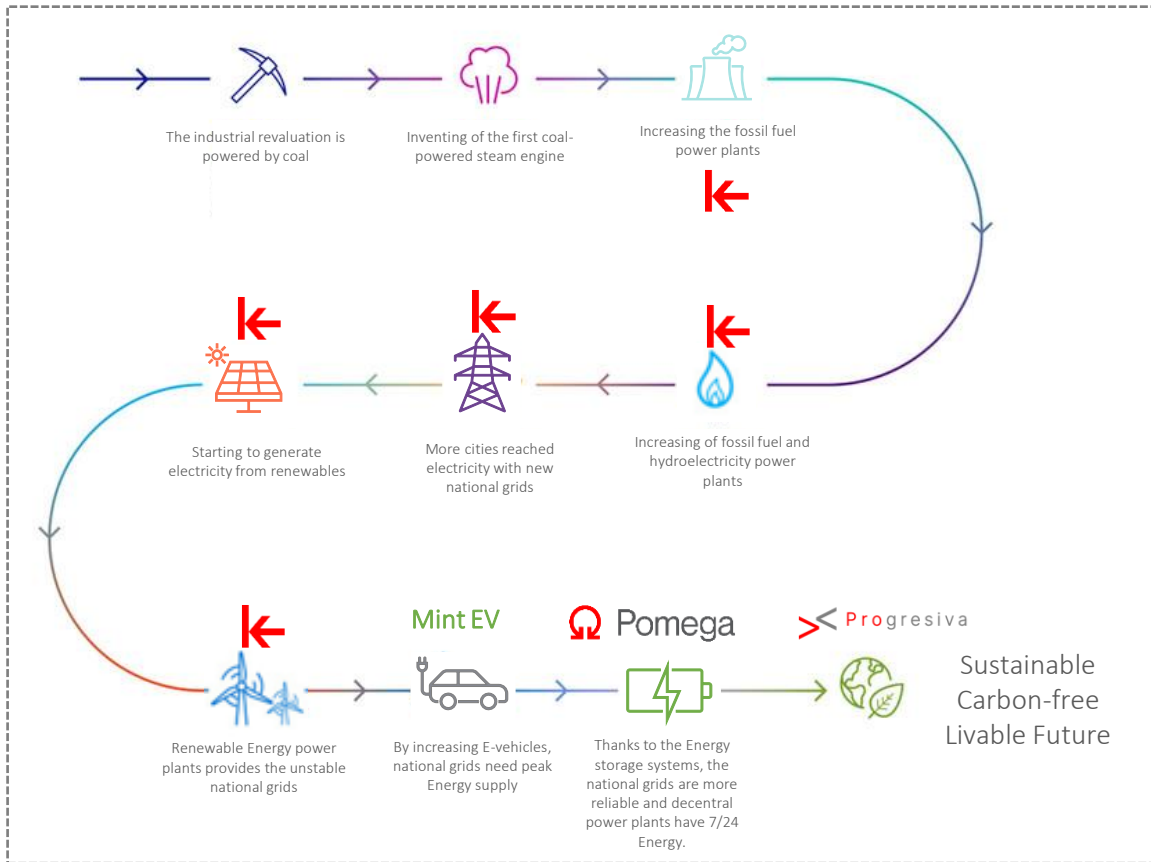 The industrial revaluation is
powered by coal
Inventing of the first coal-
powered steam engine
Increasing the fossil fuel
power plants
Starting to generate
electricity from renewables
More cities reached
electricity with new
national grids
Increasing of fossil fuel and
hydroelectricity power
plants
Mint EV
Pomega
Progresiva
Renewable Energy power
plants provides the unstable
national grids
By increasing E-vehicles,
national grids need peak
Energy supply
Thanks to the Energy
storage systems, the
national grids are more
reliable and decentral
power plants have 7/24
Energy.
Sustainable
Carbon-free
Livable Future